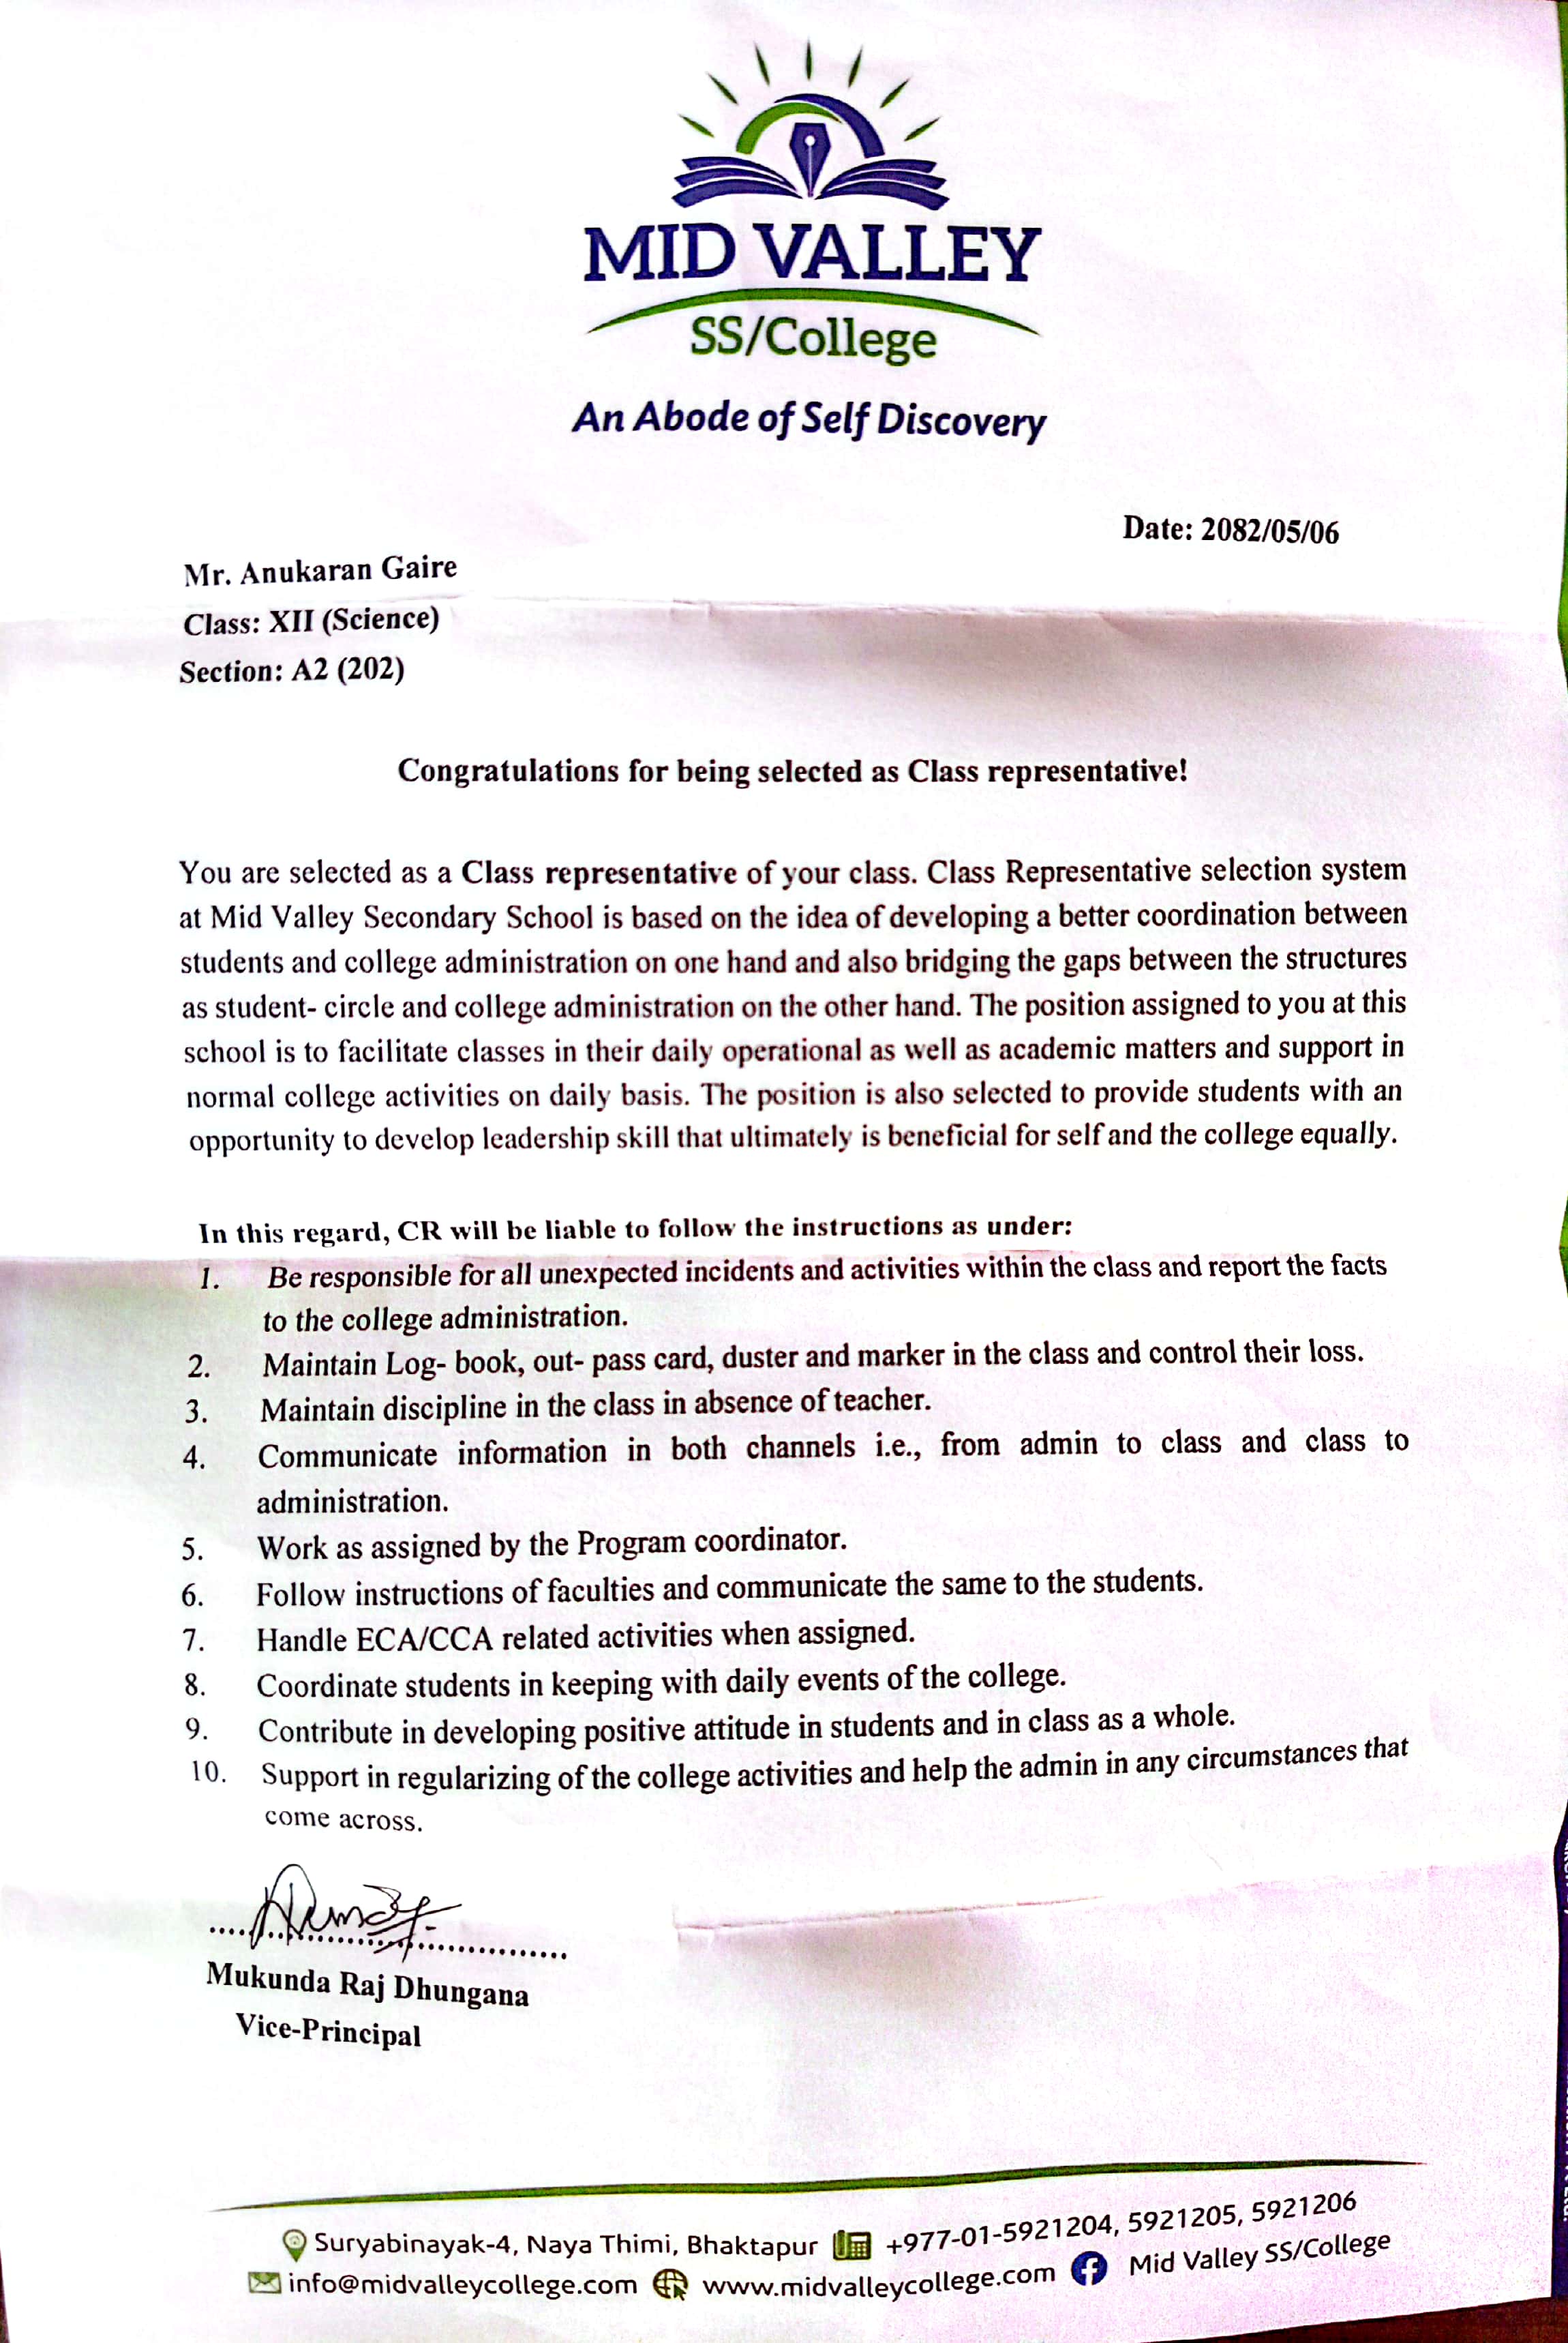 MID VALLEY
SS/College
An Abode of Self Discovery
Date: 2082/05/06
Mr. Anukaran Gaire
Class: XII (Science)
Section: A2 (202)
Congratulations for being selected as Class representative!
You are selected as a Class representative of your class. Class Representative selection system
at Mid Valley Secondary School is based on the idea of developing a better coordination between
students and college administration on one hand and also bridging the gaps between the structures
as student- circle and college administration on the other hand. The position assigned to you at this
school is to facilitate classes in their daily operational as well as academic matters and support in
normal college activities on daily basis. The position is also selected to provide students with an
opportunity to develop leadership skill that ultimately is beneficial for self and the college equally.
In this regard, CR will be liable to follow the instructions as under:
1. Be responsible for all unexpected incidents and activities within the class and report the facts
to the college administration.
2. Maintain Log- book, out- pass card, duster and marker in the class and control their loss.
3. Maintain discipline in the class in absence of teacher.
4. Communicate information in both channels i.e., from admin to class and class to
administration.
5. Work as assigned by the Program coordinator.
6. Follow instructions of faculties and communicate the same to the students.
7. Handle ECA/CCA related activities when assigned.
8. Coordinate students in keeping with daily events of the college.
9. Contribute in developing positive attitude in students and in class as a whole.
10. Support in regularizing of the college activities and help the admin in any circumstances that
come across.
Mukunda Raj Dhungana
Vice-Principal
Suryabinayak-4, Naya Thimi, Bhaktapur +977-01-5921204, 5921205, 5921206
info@midvalleycollege.com www.midvalleycollege.com Mid Valley SS/College